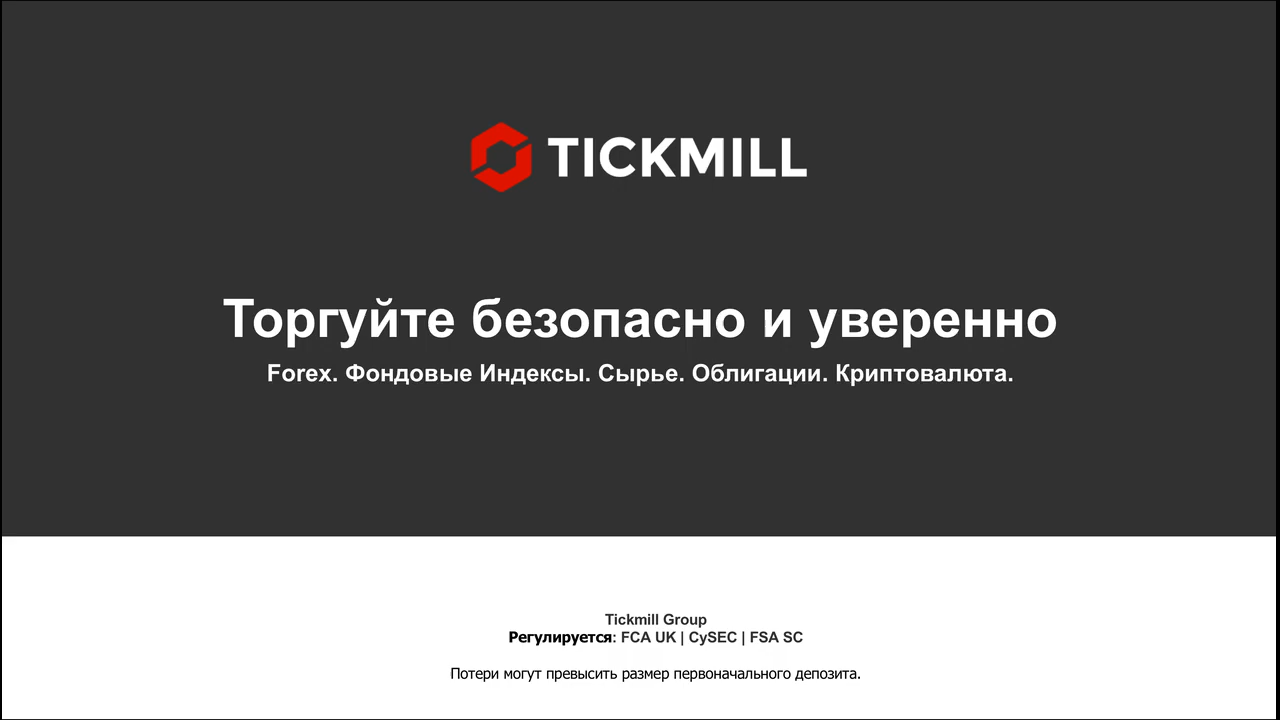 TICKMILL
Торгуйте безопасно и уверенно
Forex. Фондовые Индексы. Сырье. Облигации. Криптовалюта.
Tickmill Group
Регулируется: FCA UK | CySEC | FSA SC
Потери могут превысить размер первоначального депозита.